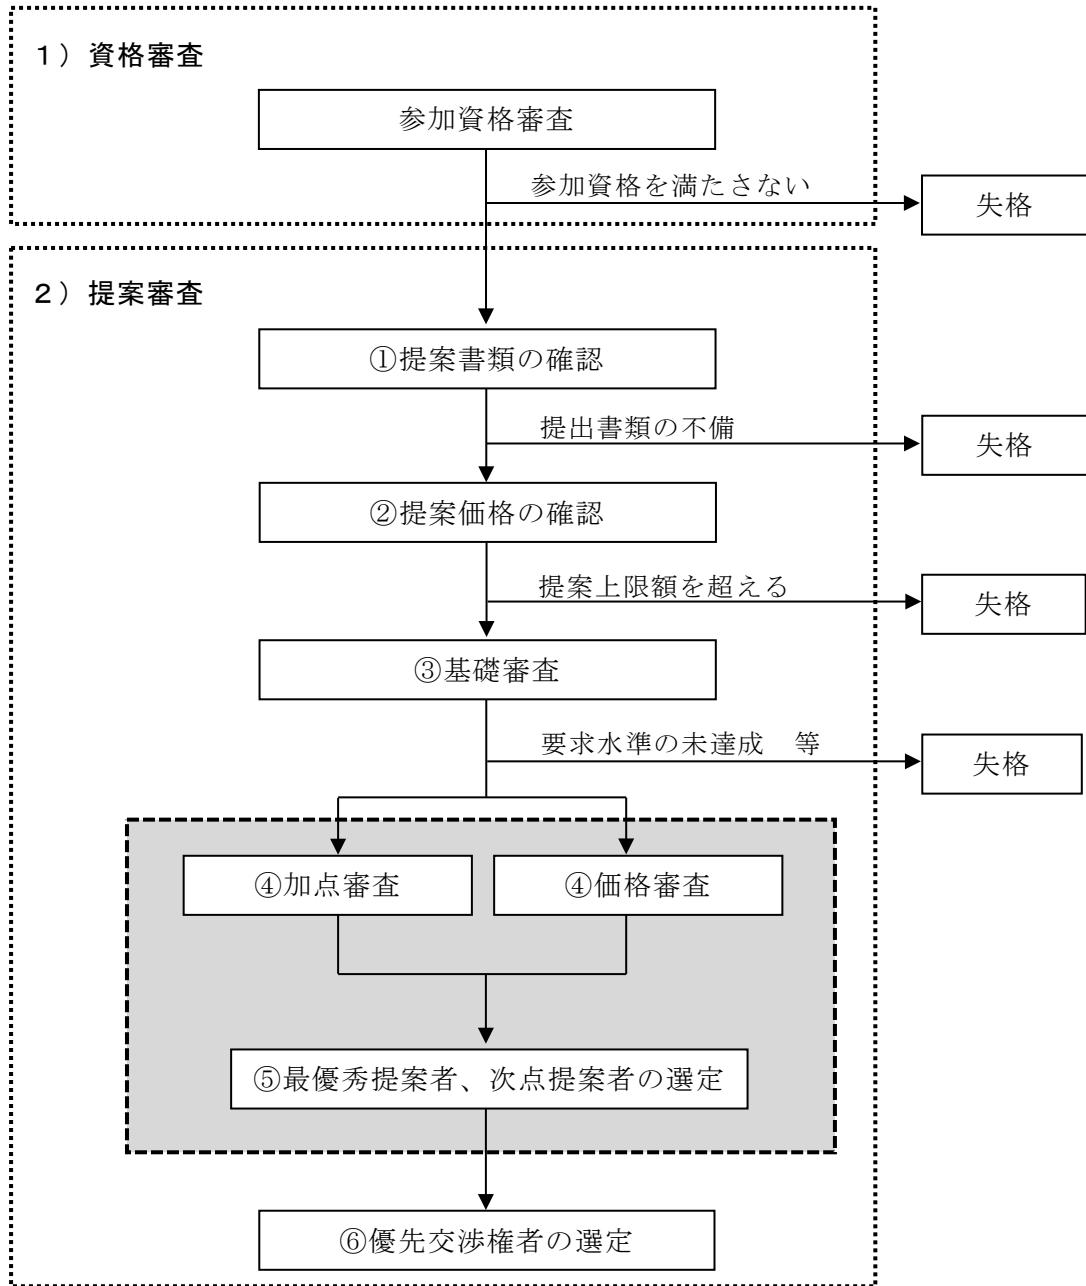 １）資格審査
参加資格審査
参加資格を満たさない
失格
２）提案審査
①提案書類の確認
提出書類の不備
失格
②提案価格の確認
提案上限額を超える
失格
③基礎審査
要求水準の未達成　等
失格
④加点審査
④価格審査
⑤最優秀提案者、次点提案者の選定
⑥優先交渉権者の選定